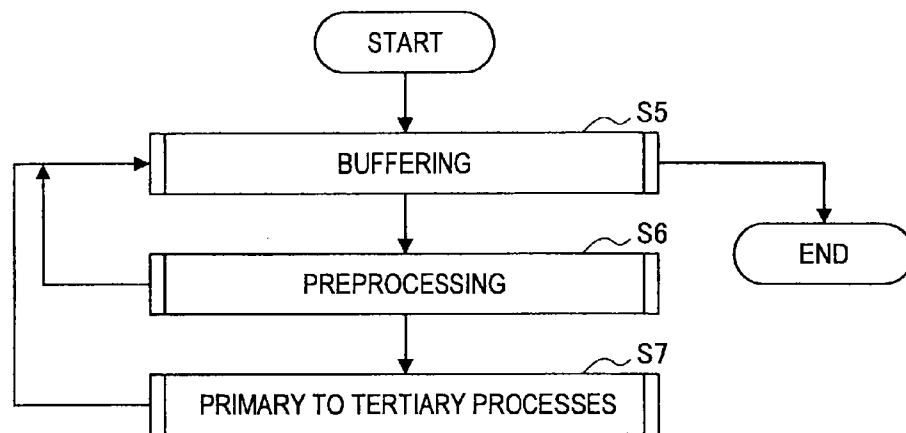 START
S5
BUFFERING
S6
PREPROCESSING
END
S7
PRIMARY TO TERTIARY PROCESSES